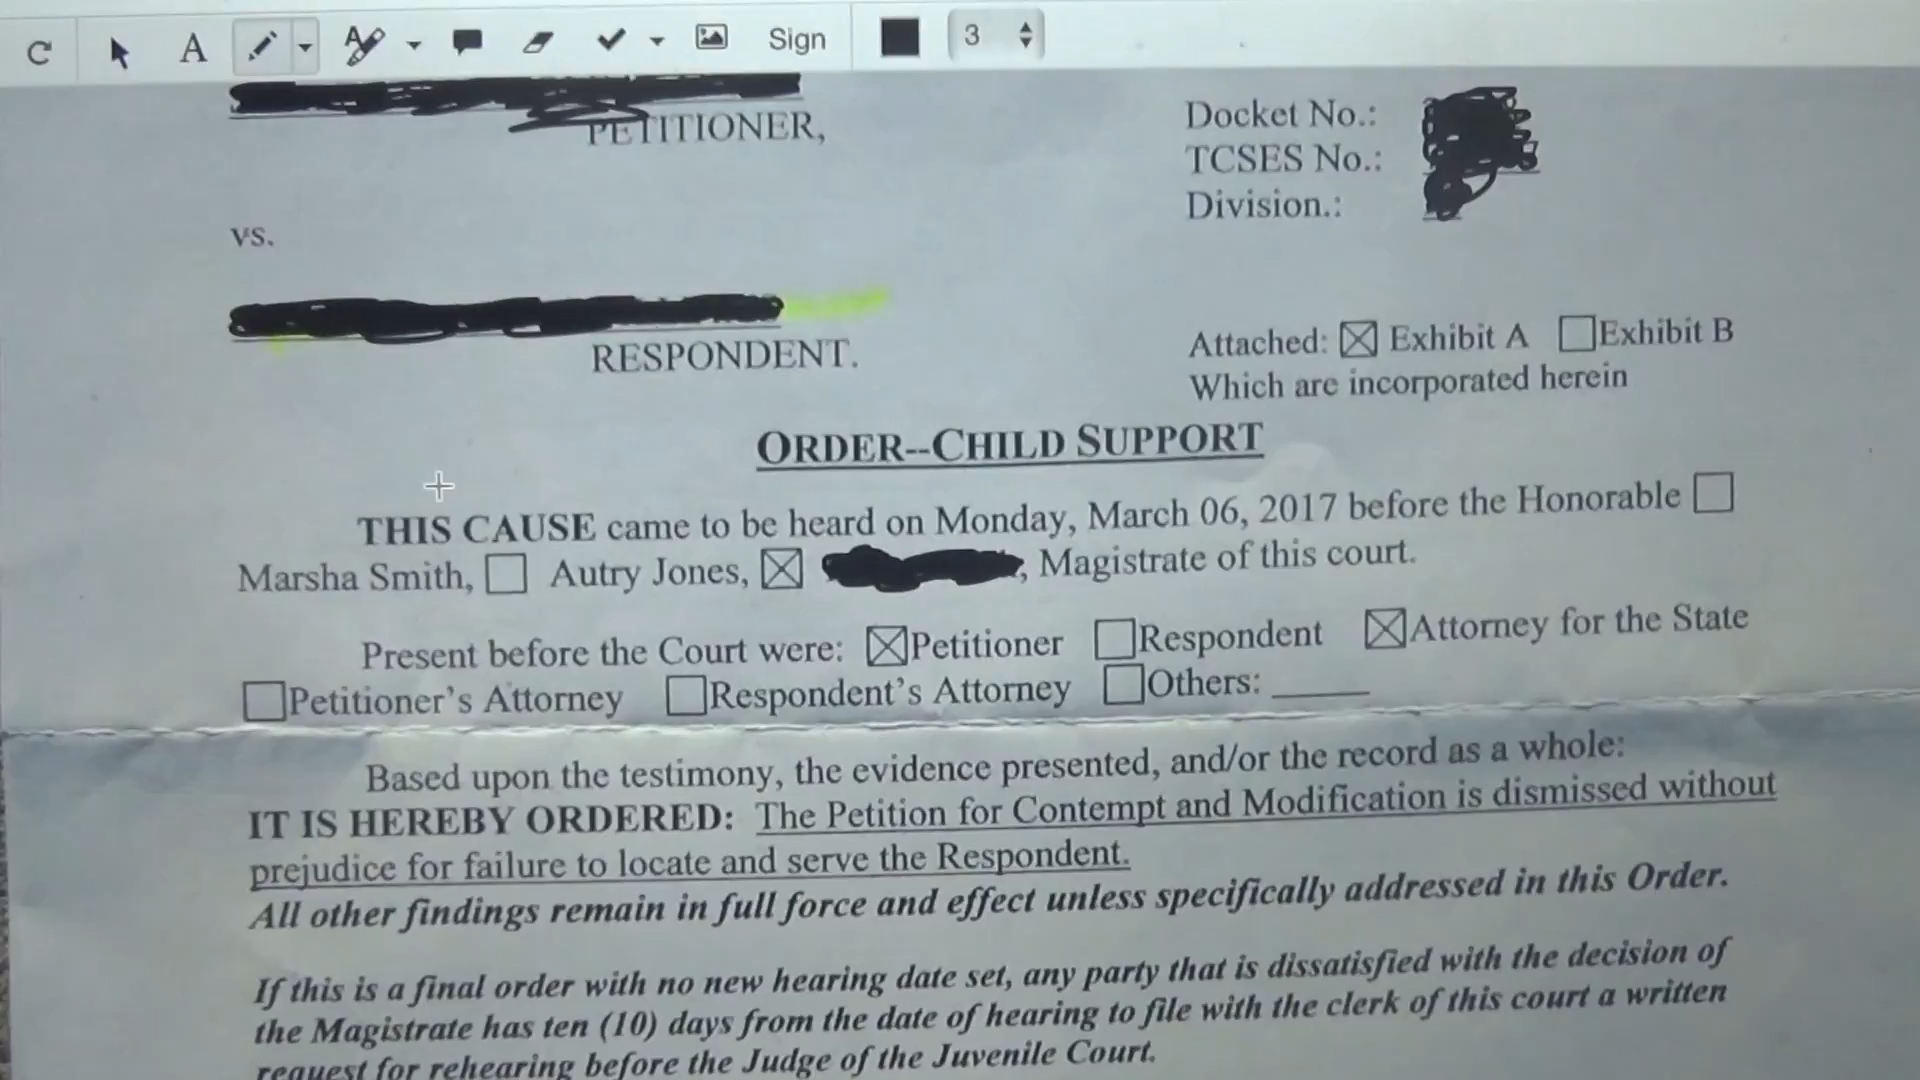 A Sign 3
PETITIONER,
Docket No.:
TCSES No.:
Division.:
vs.
RESPONDENT.
Attached: ☒ Exhibit A ☐ Exhibit B
Which are incorporated herein
ORDER--CHILD SUPPORT
THIS CAUSE came to be heard on Monday, March 06, 2017 before the Honorable ☐
Marsha Smith, ☐ Autry Jones, ☒ , Magistrate of this court.
Present before the Court were: ☒Petitioner ☐Respondent ☒Attorney for the State
☐Petitioner's Attorney ☐Respondent's Attorney ☐Others: ______
Based upon the testimony, the evidence presented, and/or the record as a whole:
IT IS HEREBY ORDERED: The Petition for Contempt and Modification is dismissed without
prejudice for failure to locate and serve the Respondent.
All other findings remain in full force and effect unless specifically addressed in this Order.
If this is a final order with no new hearing date set, any party that is dissatisfied with the decision of
the Magistrate has ten (10) days from the date of hearing to file with the clerk of this court a written
request for rehearing before the Judge of the Juvenile Court.